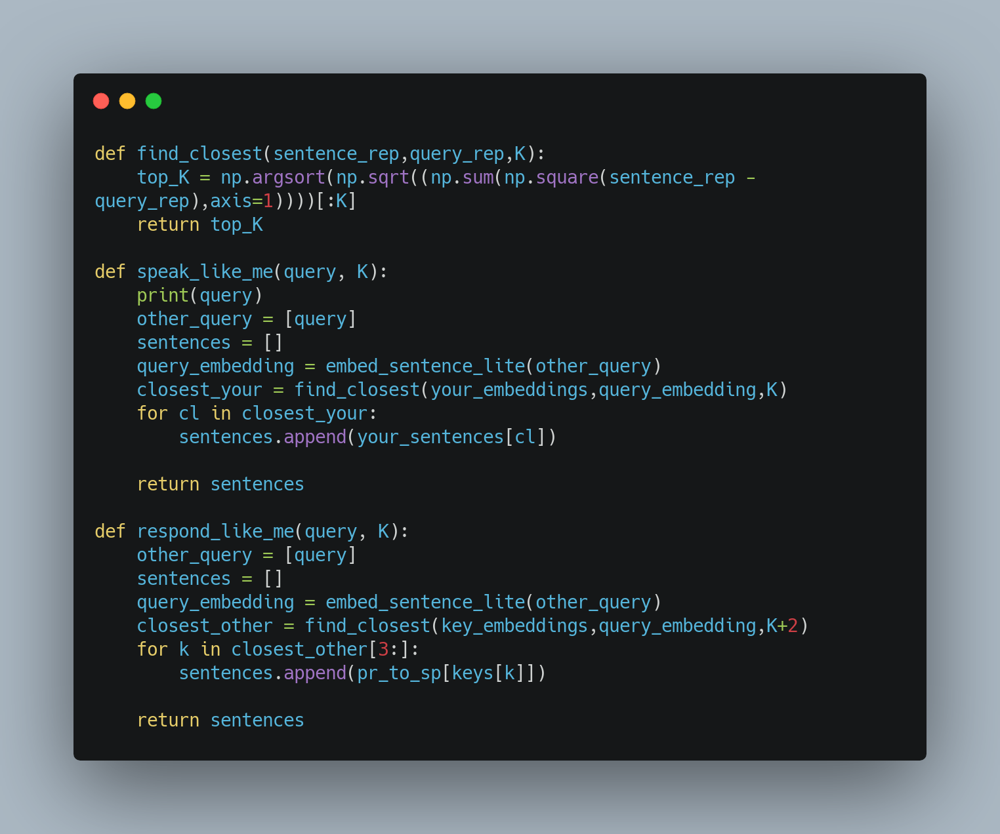 def find_closest(sentence_rep,query_rep,K):
    top_K = np.argsort(np.sqrt((np.sum(np.square(sentence_rep -
query_rep),axis=1))))[:K]
    return top_K

def speak_like_me(query, K):
    print(query)
    other_query = [query]
    sentences = []
    query_embedding = embed_sentence_lite(other_query)
    closest_your = find_closest(your_embeddings,query_embedding,K)
    for cl in closest_your:
        sentences.append(your_sentences[cl])

    return sentences

def respond_like_me(query, K):
    other_query = [query]
    sentences = []
    query_embedding = embed_sentence_lite(other_query)
    closest_other = find_closest(key_embeddings,query_embedding,K+2)
    for k in closest_other[3:]:
        sentences.append(pr_to_sp[keys[k]])

    return sentences